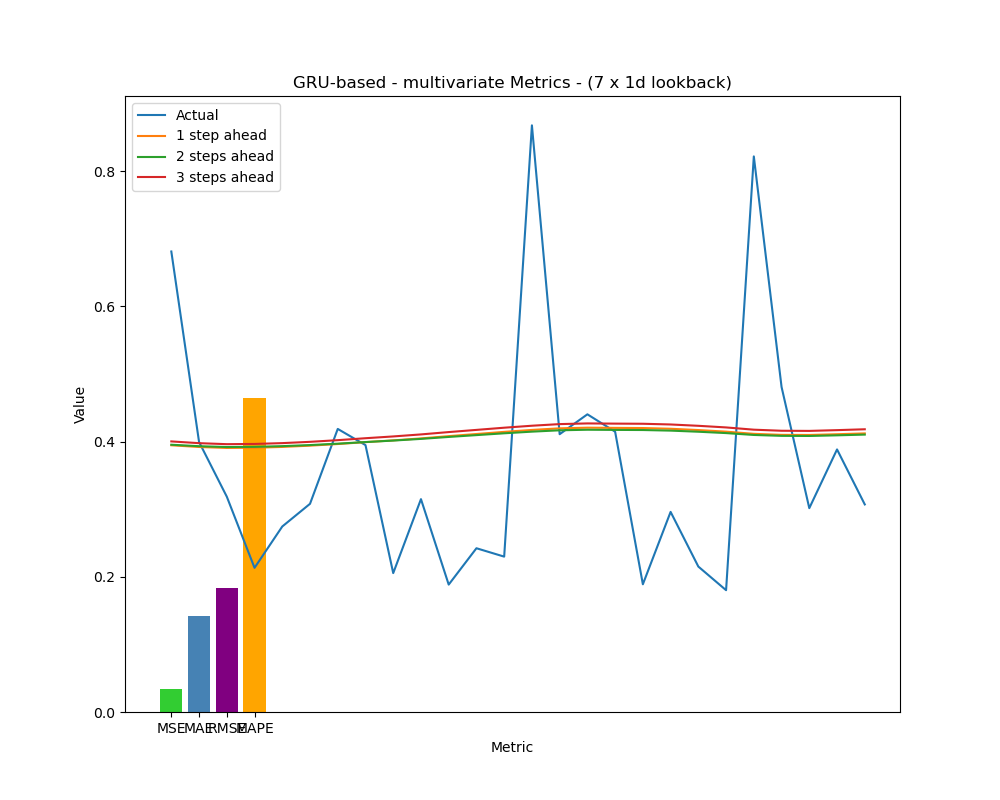 GRU-based - multivariate Metrics - (7 x 1d lookback)
Actual
1 step ahead
2 steps ahead
3 steps ahead
0.8
0.6
0.4
0.2
0.0
Value
MSE MAE RMSE MAPE
Metric